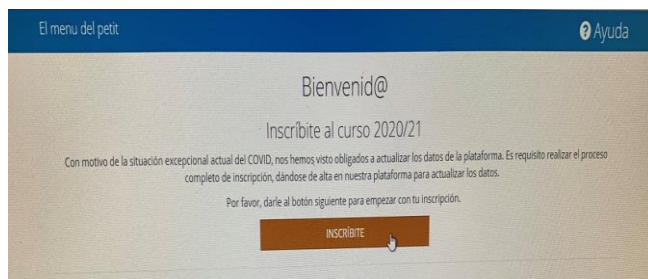 El menu del petit
? Ayuda
Bienvenid@
Inscríbite al curso 2020/21
Con motivo de la situación excepcional actual del COVID, nos hemos visto obligados a actualizar los datos de la plataforma. Es requisito realizar el proceso
completo de inscripción, dándose de alta en nuestra plataforma para actualizar los datos.
Por favor, darle al botón siguiente para empezar con tu inscripción.
INSCRÍBITE